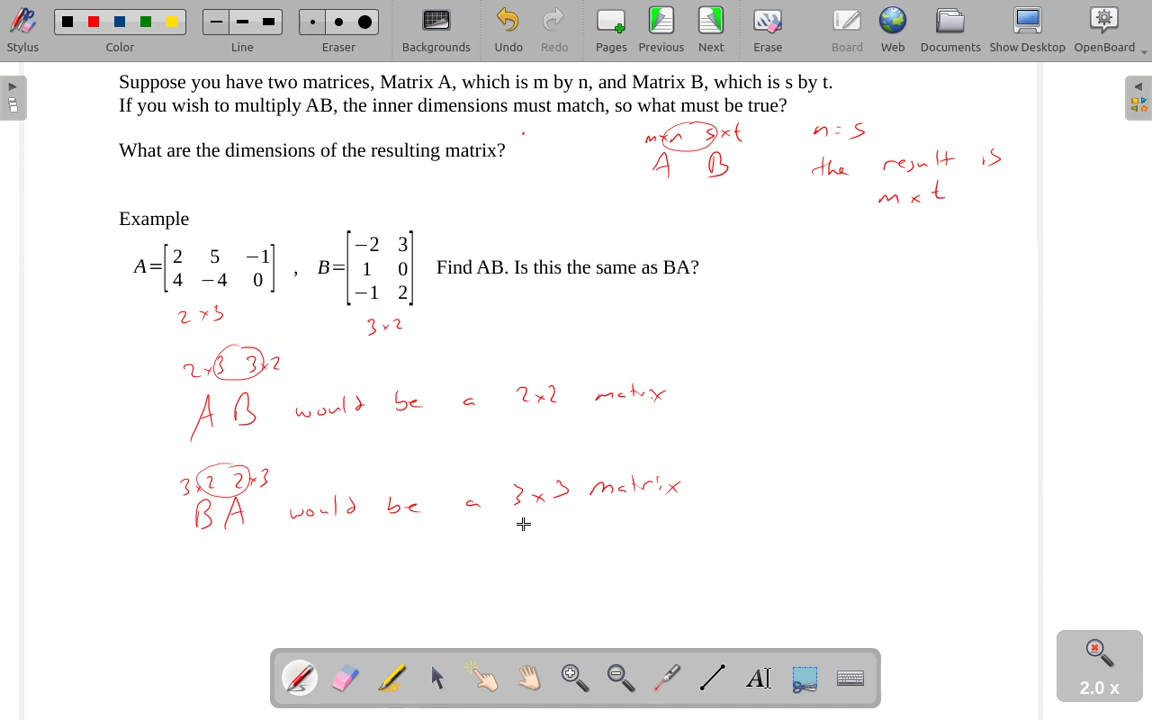 Stylus Color Line Eraser Backgrounds Undo Redo Pages Previous Next Erase Board Web Documents Show Desktop OpenBoard
Suppose you have two matrices, Matrix A, which is m by n, and Matrix B, which is s by t.
If you wish to multiply AB, the inner dimensions must match, so what must be true?
m×n s×t n=s
What are the dimensions of the resulting matrix?
A B the result is
m×t
Example
A=[2 5 −1
4 −4 0] , B=[−2 3
1 0
−1 2] Find AB. Is this the same as BA?
2×3 3×2
2×3 3×2
A B would be a 2×2 matrix
3×2 2×3
B A would be a 3×3 matrix
AI
2.0 x